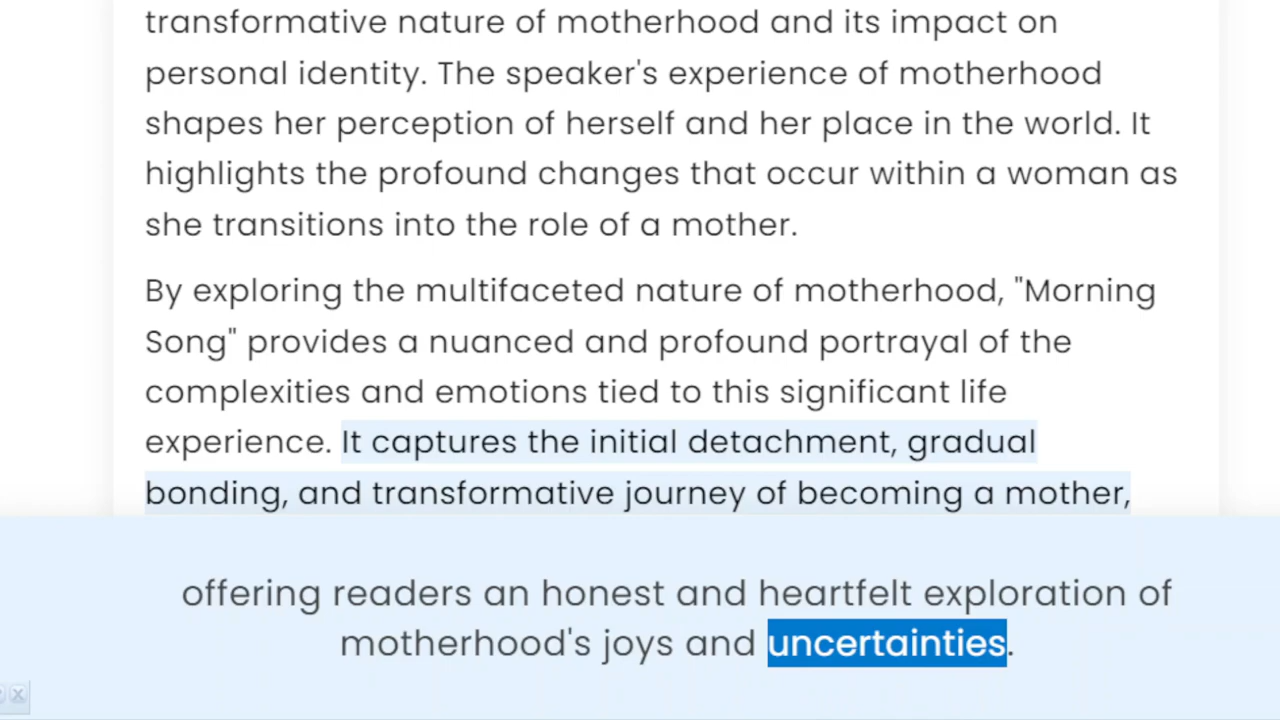 transformative nature of motherhood and its impact on
personal identity. The speaker's experience of motherhood
shapes her perception of herself and her place in the world. It
highlights the profound changes that occur within a woman as
she transitions into the role of a mother.
By exploring the multifaceted nature of motherhood, "Morning
Song" provides a nuanced and profound portrayal of the
complexities and emotions tied to this significant life
experience. It captures the initial detachment, gradual
bonding, and transformative journey of becoming a mother,
offering readers an honest and heartfelt exploration of
motherhood's joys and uncertainties.